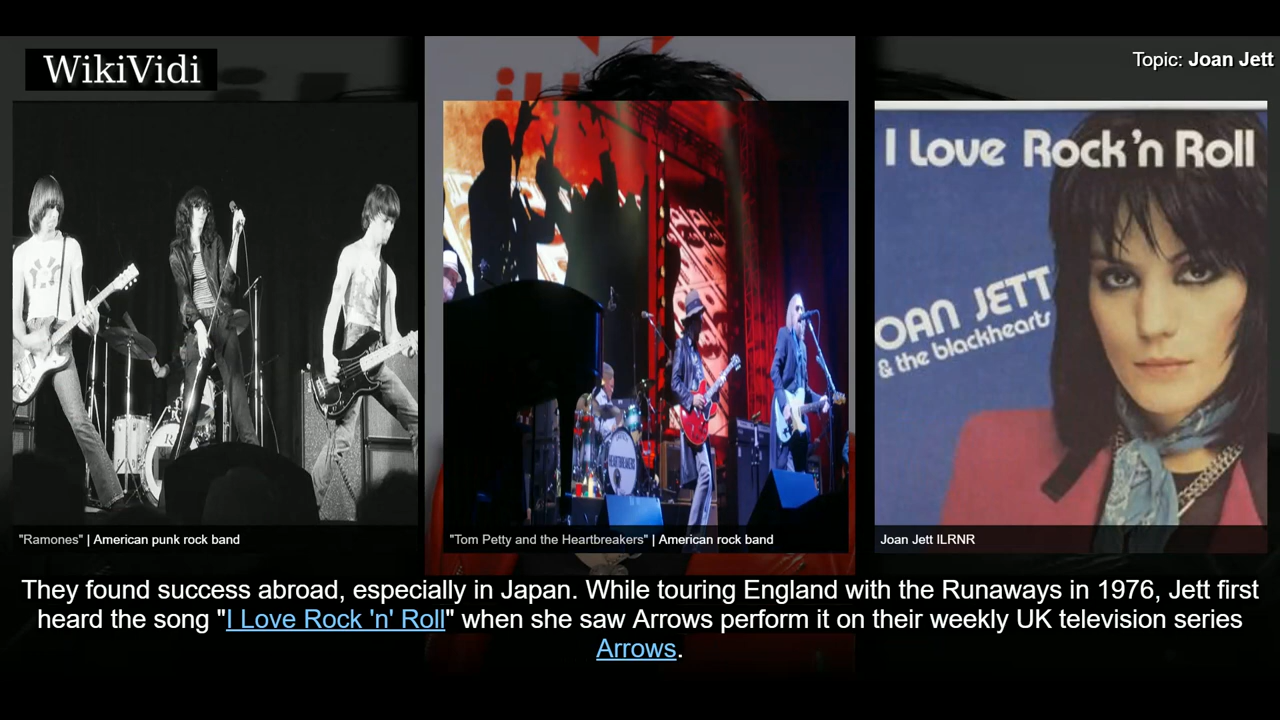 WikiVidi
Topic: Joan Jett
I Love Rock'n Roll
OAN JETT
& the blackhearts
HEARTBREAKERS
"Ramones" | American punk rock band
"Tom Petty and the Heartbreakers" | American rock band
Joan Jett ILRNR
They found success abroad, especially in Japan. While touring England with the Runaways in 1976, Jett first
heard the song "I Love Rock 'n' Roll" when she saw Arrows perform it on their weekly UK television series
Arrows.